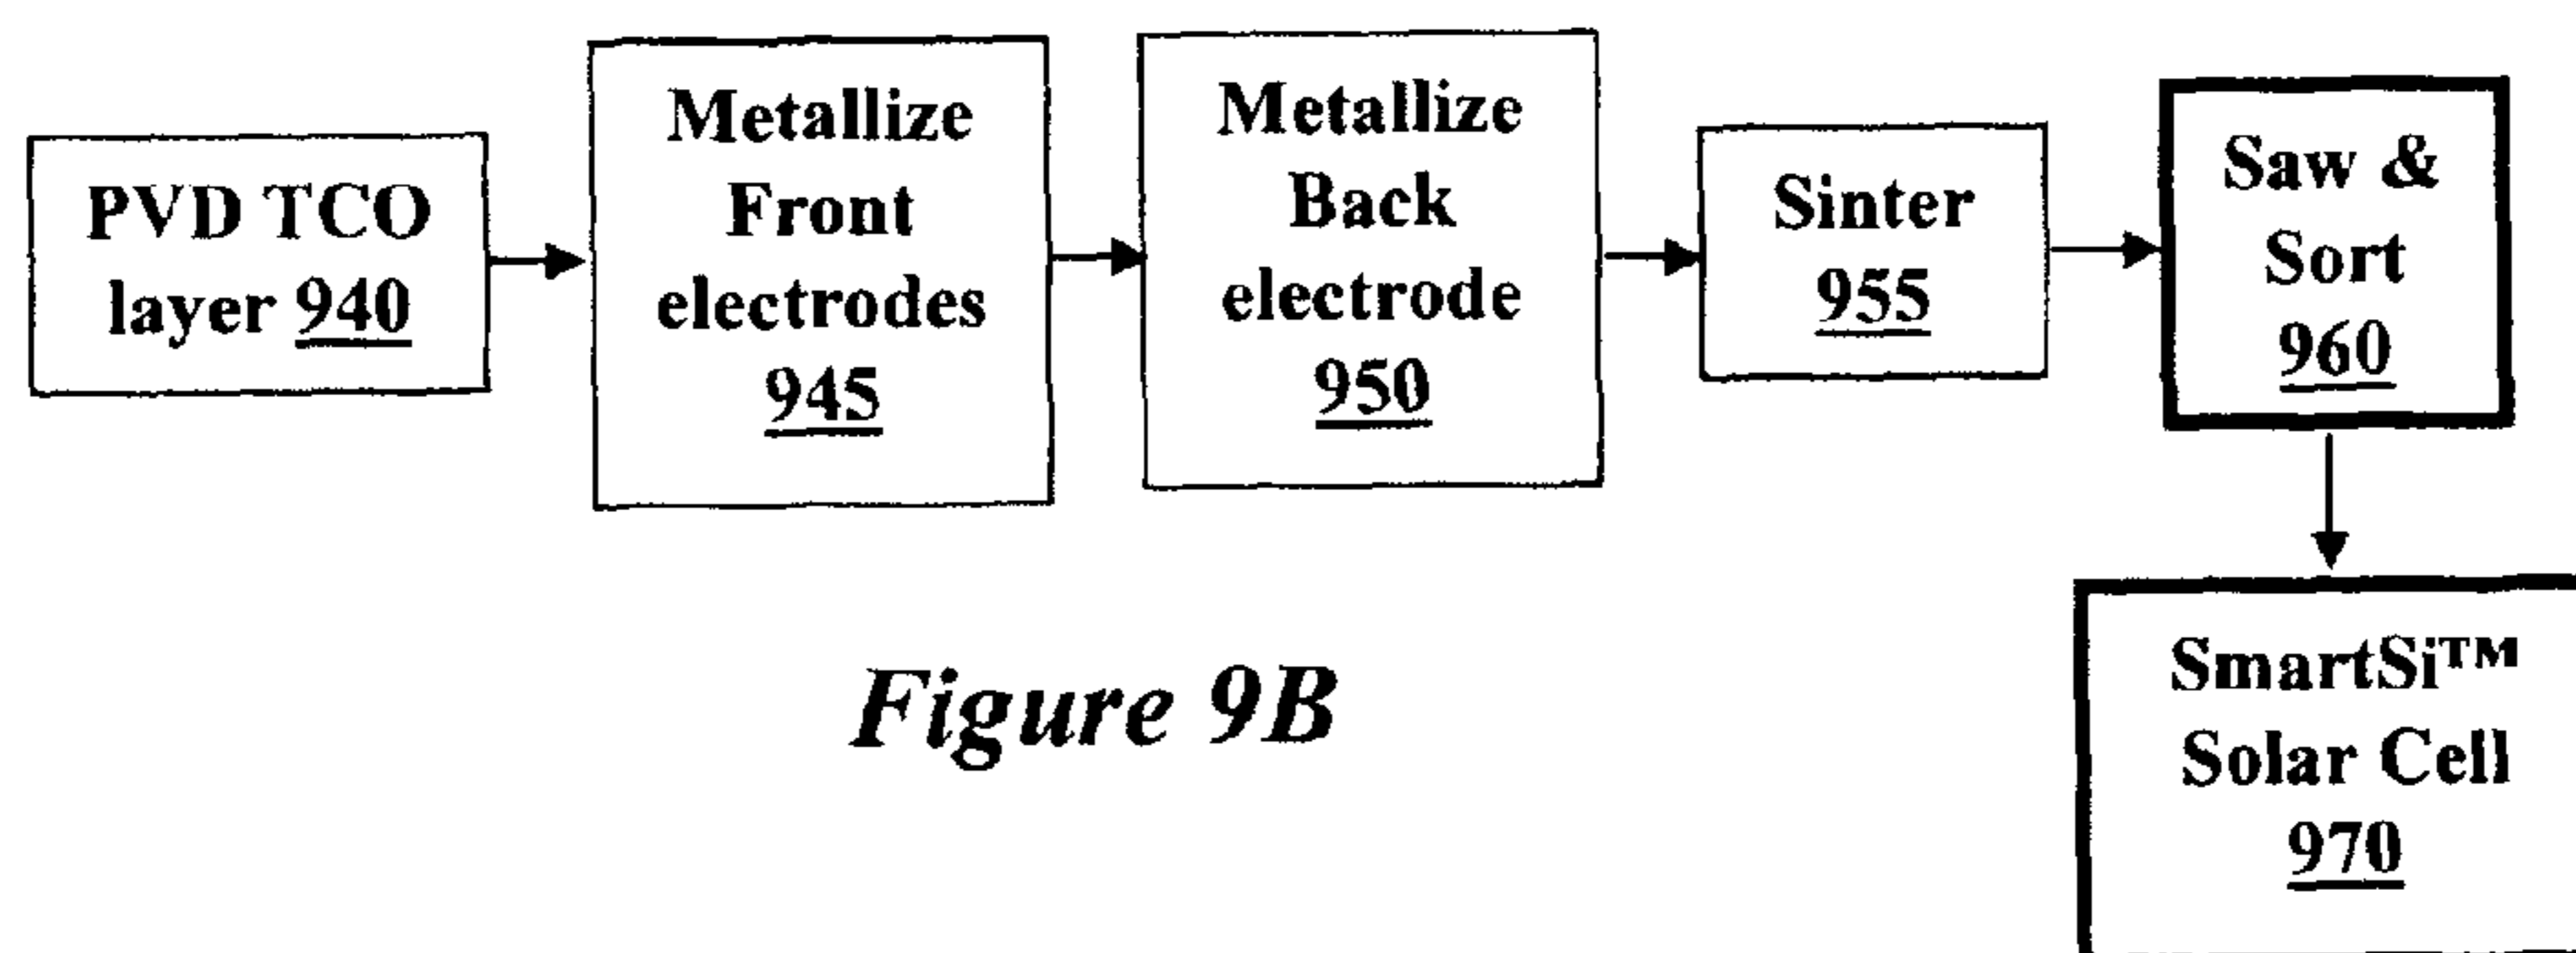 PVD TCO
layer 940
Metallize
Front
electrodes
945
Metallize
Back
electrode
950
Sinter
955
Saw &
Sort
960
SmartSi™
Solar Cell
970
Figure 9B